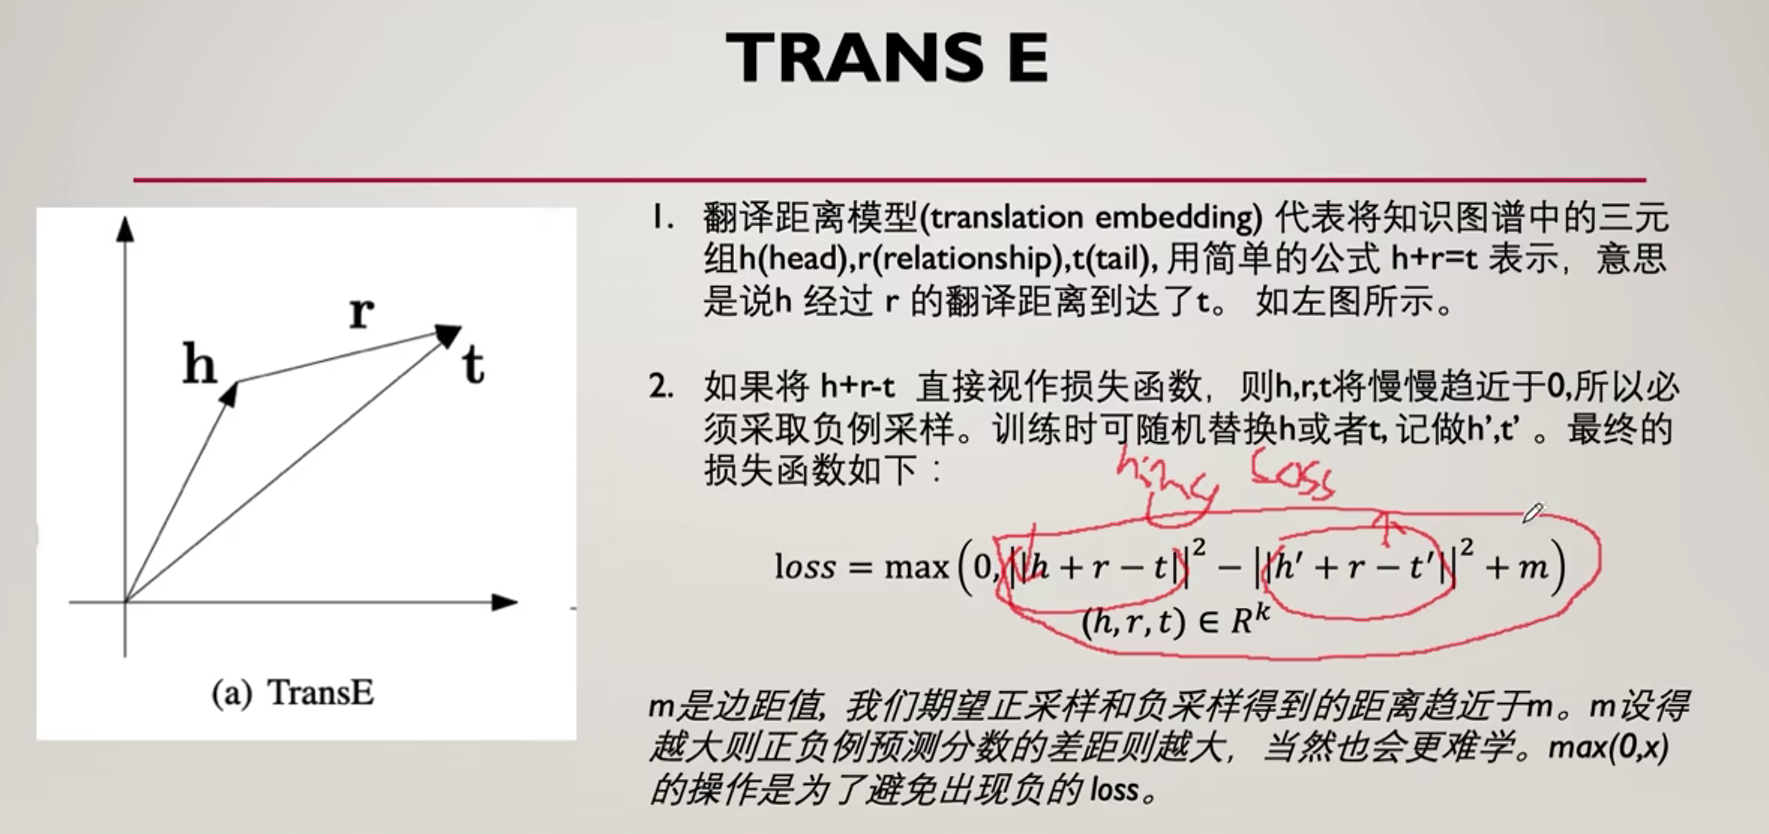 TRANS E
h
r
t
(a) TransE
1. 翻译距离模型(translation embedding) 代表将知识图谱中的三元
组h(head),r(relationship),t(tail), 用简单的公式 h+r=t 表示，意思
是说h 经过 r 的翻译距离到达了t。 如左图所示。
2. 如果将 h+r-t 直接视作损失函数，则h,r,t将慢慢趋近于0,所以必
须采取负例采样。训练时可随机替换h或者t, 记做h’,t’ 。最终的
损失函数如下：
Loss
loss = max(0, ||h + r − t||² − ||h′ + r − t′||² + m)
(h, r, t) ∈ Rᵏ
m是边距值, 我们期望正采样和负采样得到的距离趋近于m。m设得
越大则正负例预测分数的差距则越大，当然也会更难学。max(0,x)
的操作是为了避免出现负的 loss。